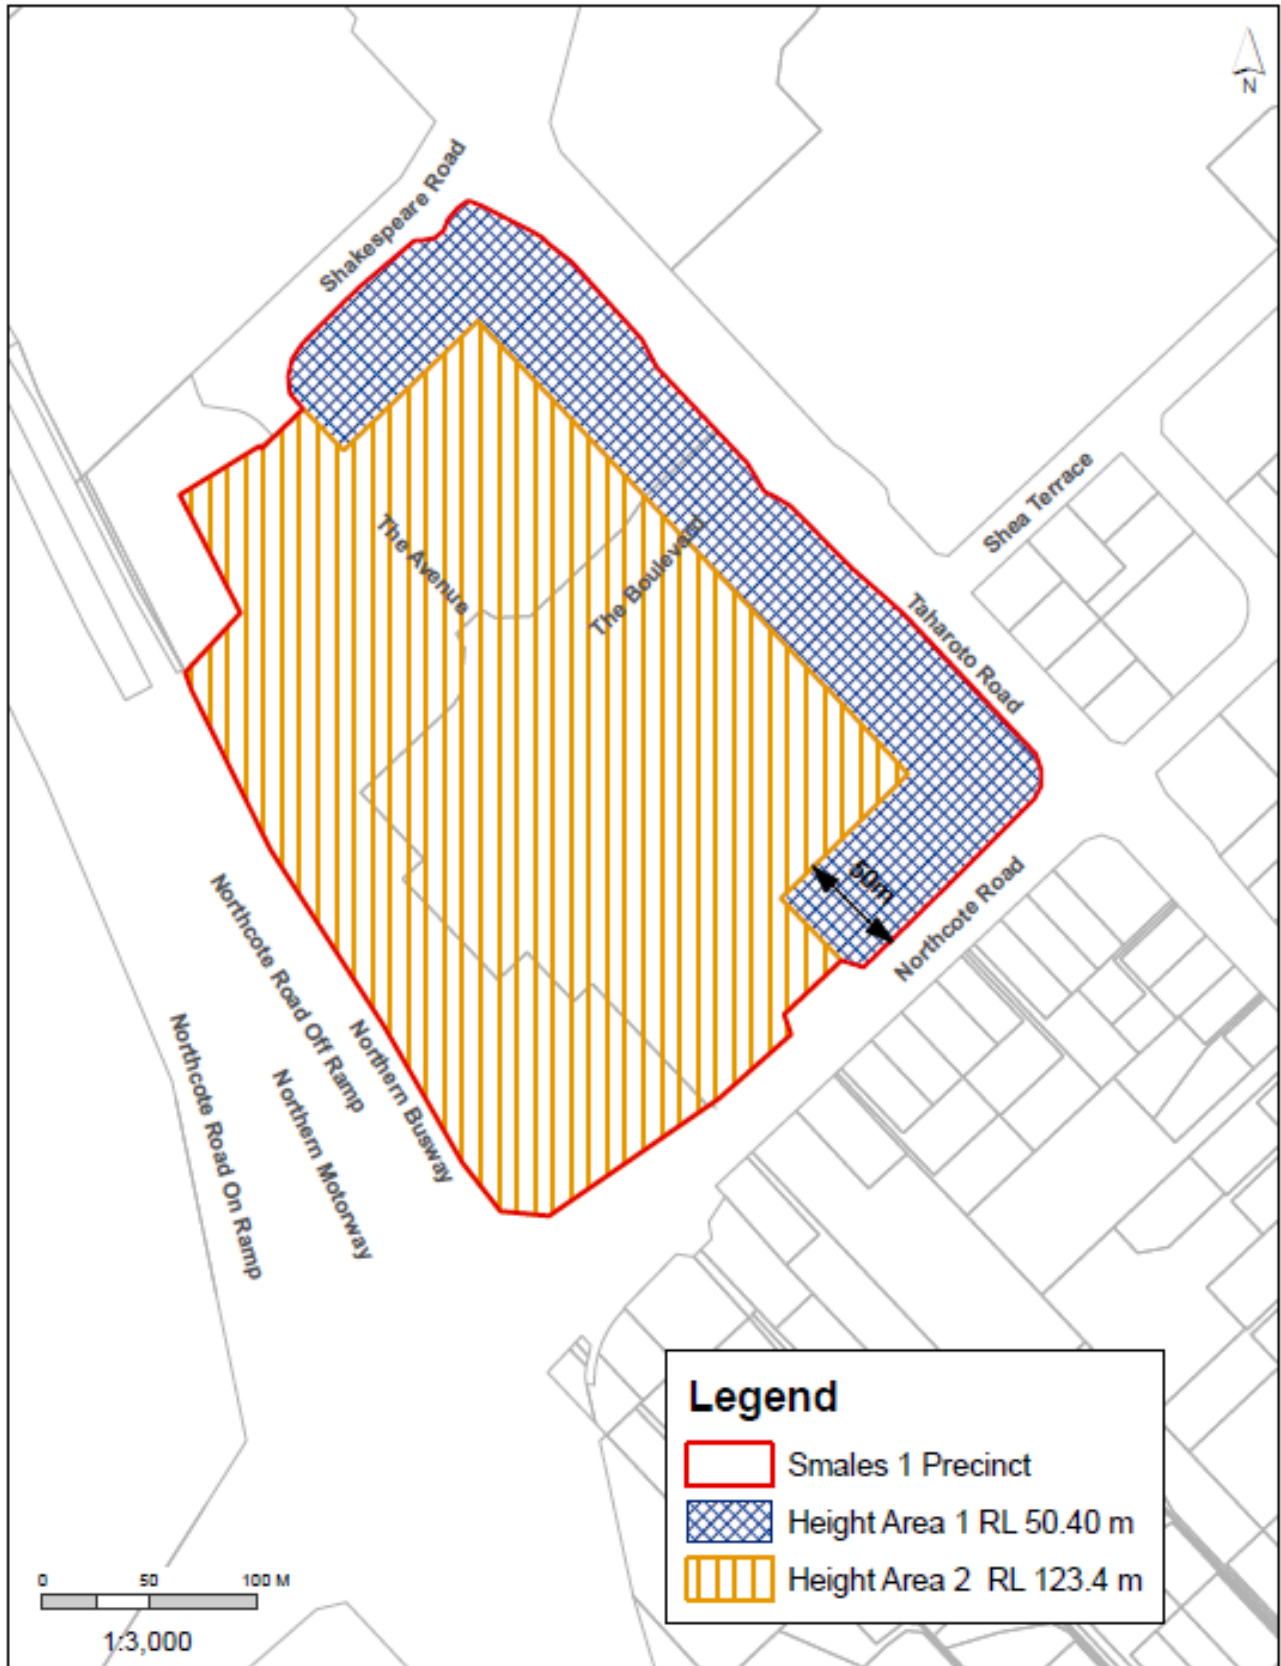 N
Shakespeare Road
Shea Terrace
The Avenue
The Boulevard
Taharoto Road
50m
Northcote Road
Northcote Road Off Ramp
Northern Busway
Northcote Road On Ramp
Northern Motorway
Legend
Smales 1 Precinct
Height Area 1 RL 50.40 m
Height Area 2 RL 123.4 m
0 50 100 M
1:3,000